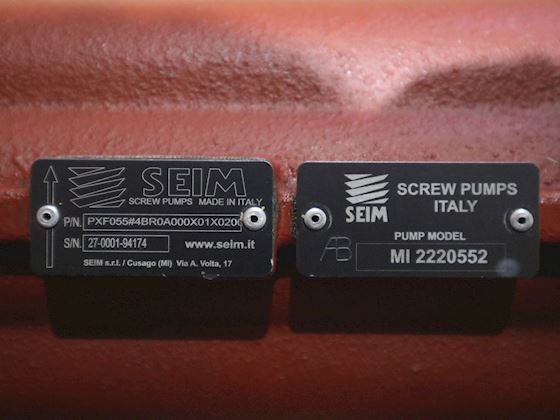 SEIM
SCREW PUMPS MADE IN ITALY
P/N. PXF055#4BR0A000X01X0200
S/N. 27-0001-94174 www.seim.it
SEIM s.r.l. / Cusago (MI) Via A. Volta, 17
SEIM
SCREW PUMPS
ITALY
PUMP MODEL
AB
MI 2220552